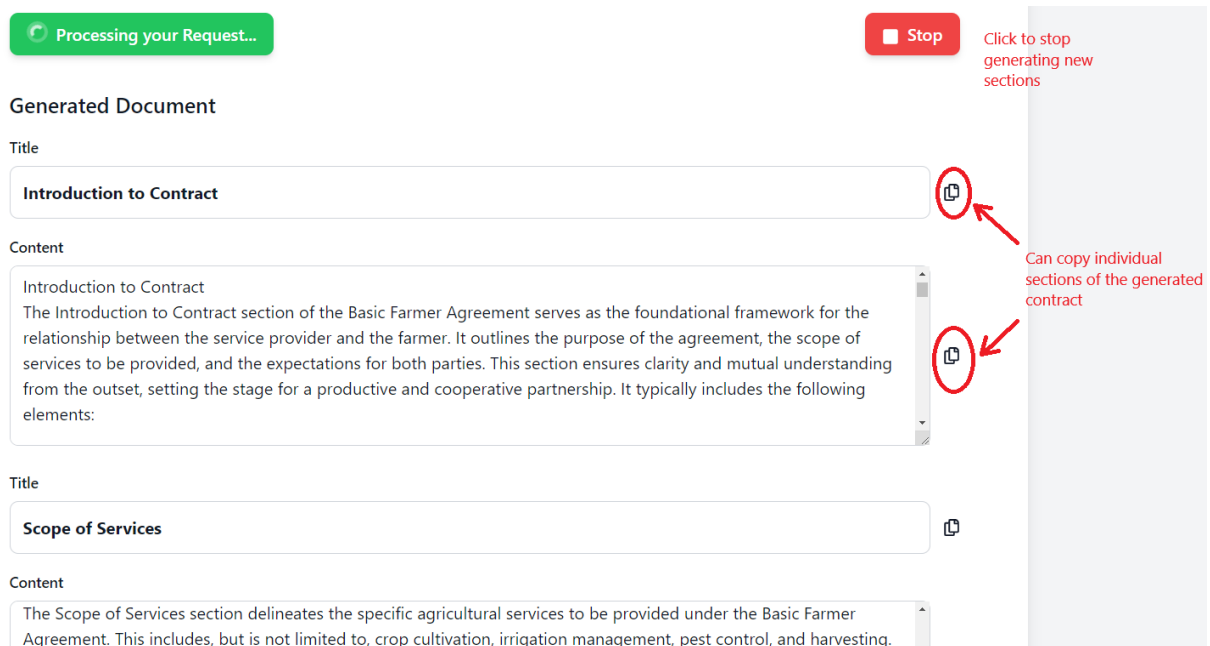 Processing your Request...
Stop
Click to stop
generating new
sections
Generated Document
Title
Introduction to Contract
Content
Introduction to Contract
The Introduction to Contract section of the Basic Farmer Agreement serves as the foundational framework for the
relationship between the service provider and the farmer. It outlines the purpose of the agreement, the scope of
services to be provided, and the expectations for both parties. This section ensures clarity and mutual understanding
from the outset, setting the stage for a productive and cooperative partnership. It typically includes the following
elements:
Can copy individual
sections of the generated
contract
Title
Scope of Services
Content
The Scope of Services section delineates the specific agricultural services to be provided under the Basic Farmer
Agreement. This includes, but is not limited to, crop cultivation, irrigation management, pest control, and harvesting.